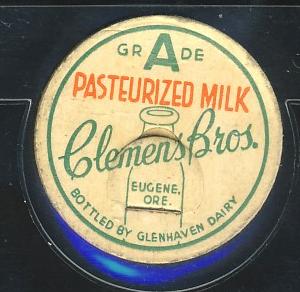 GRADE
PASTEURIZED MILK
Clemens Bros.
EUGENE,
ORE.
BOTTLED BY GLENHAVEN DAIRY